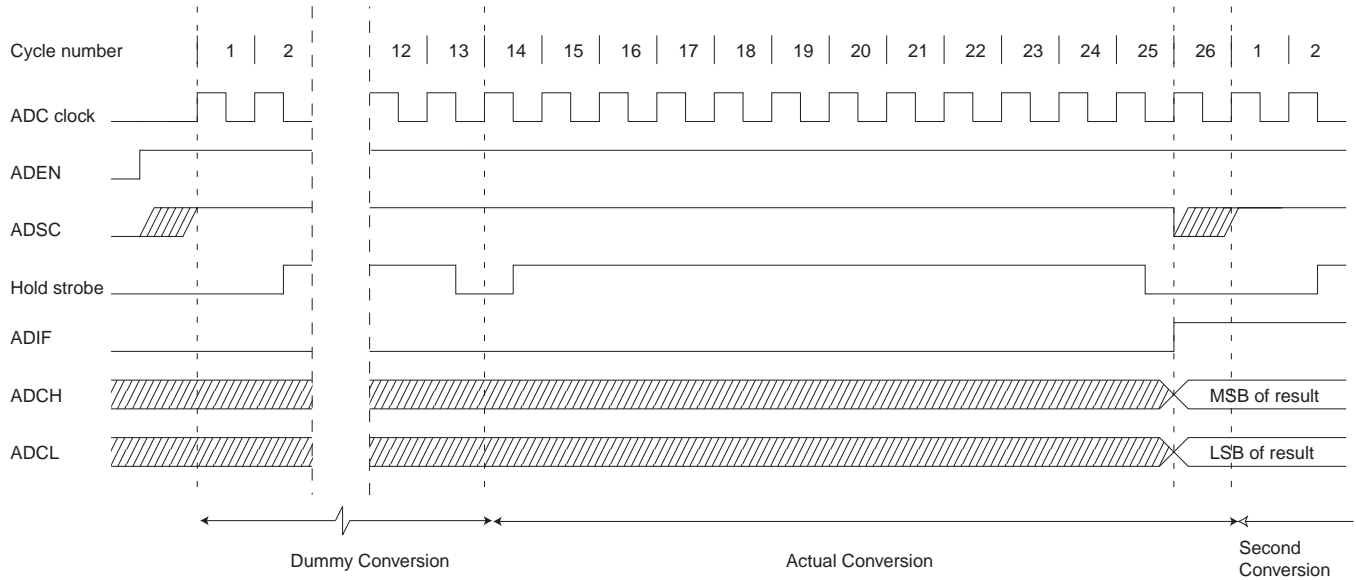 Cycle number 1 2 12 13 14 15 16 17 18 19 20 21 22 23 24 25 26 1 2
ADC clock
ADEN
ADSC
Hold strobe
ADIF
ADCH MSB of result
ADCL LSB of result
Dummy Conversion Actual Conversion Second
Conversion